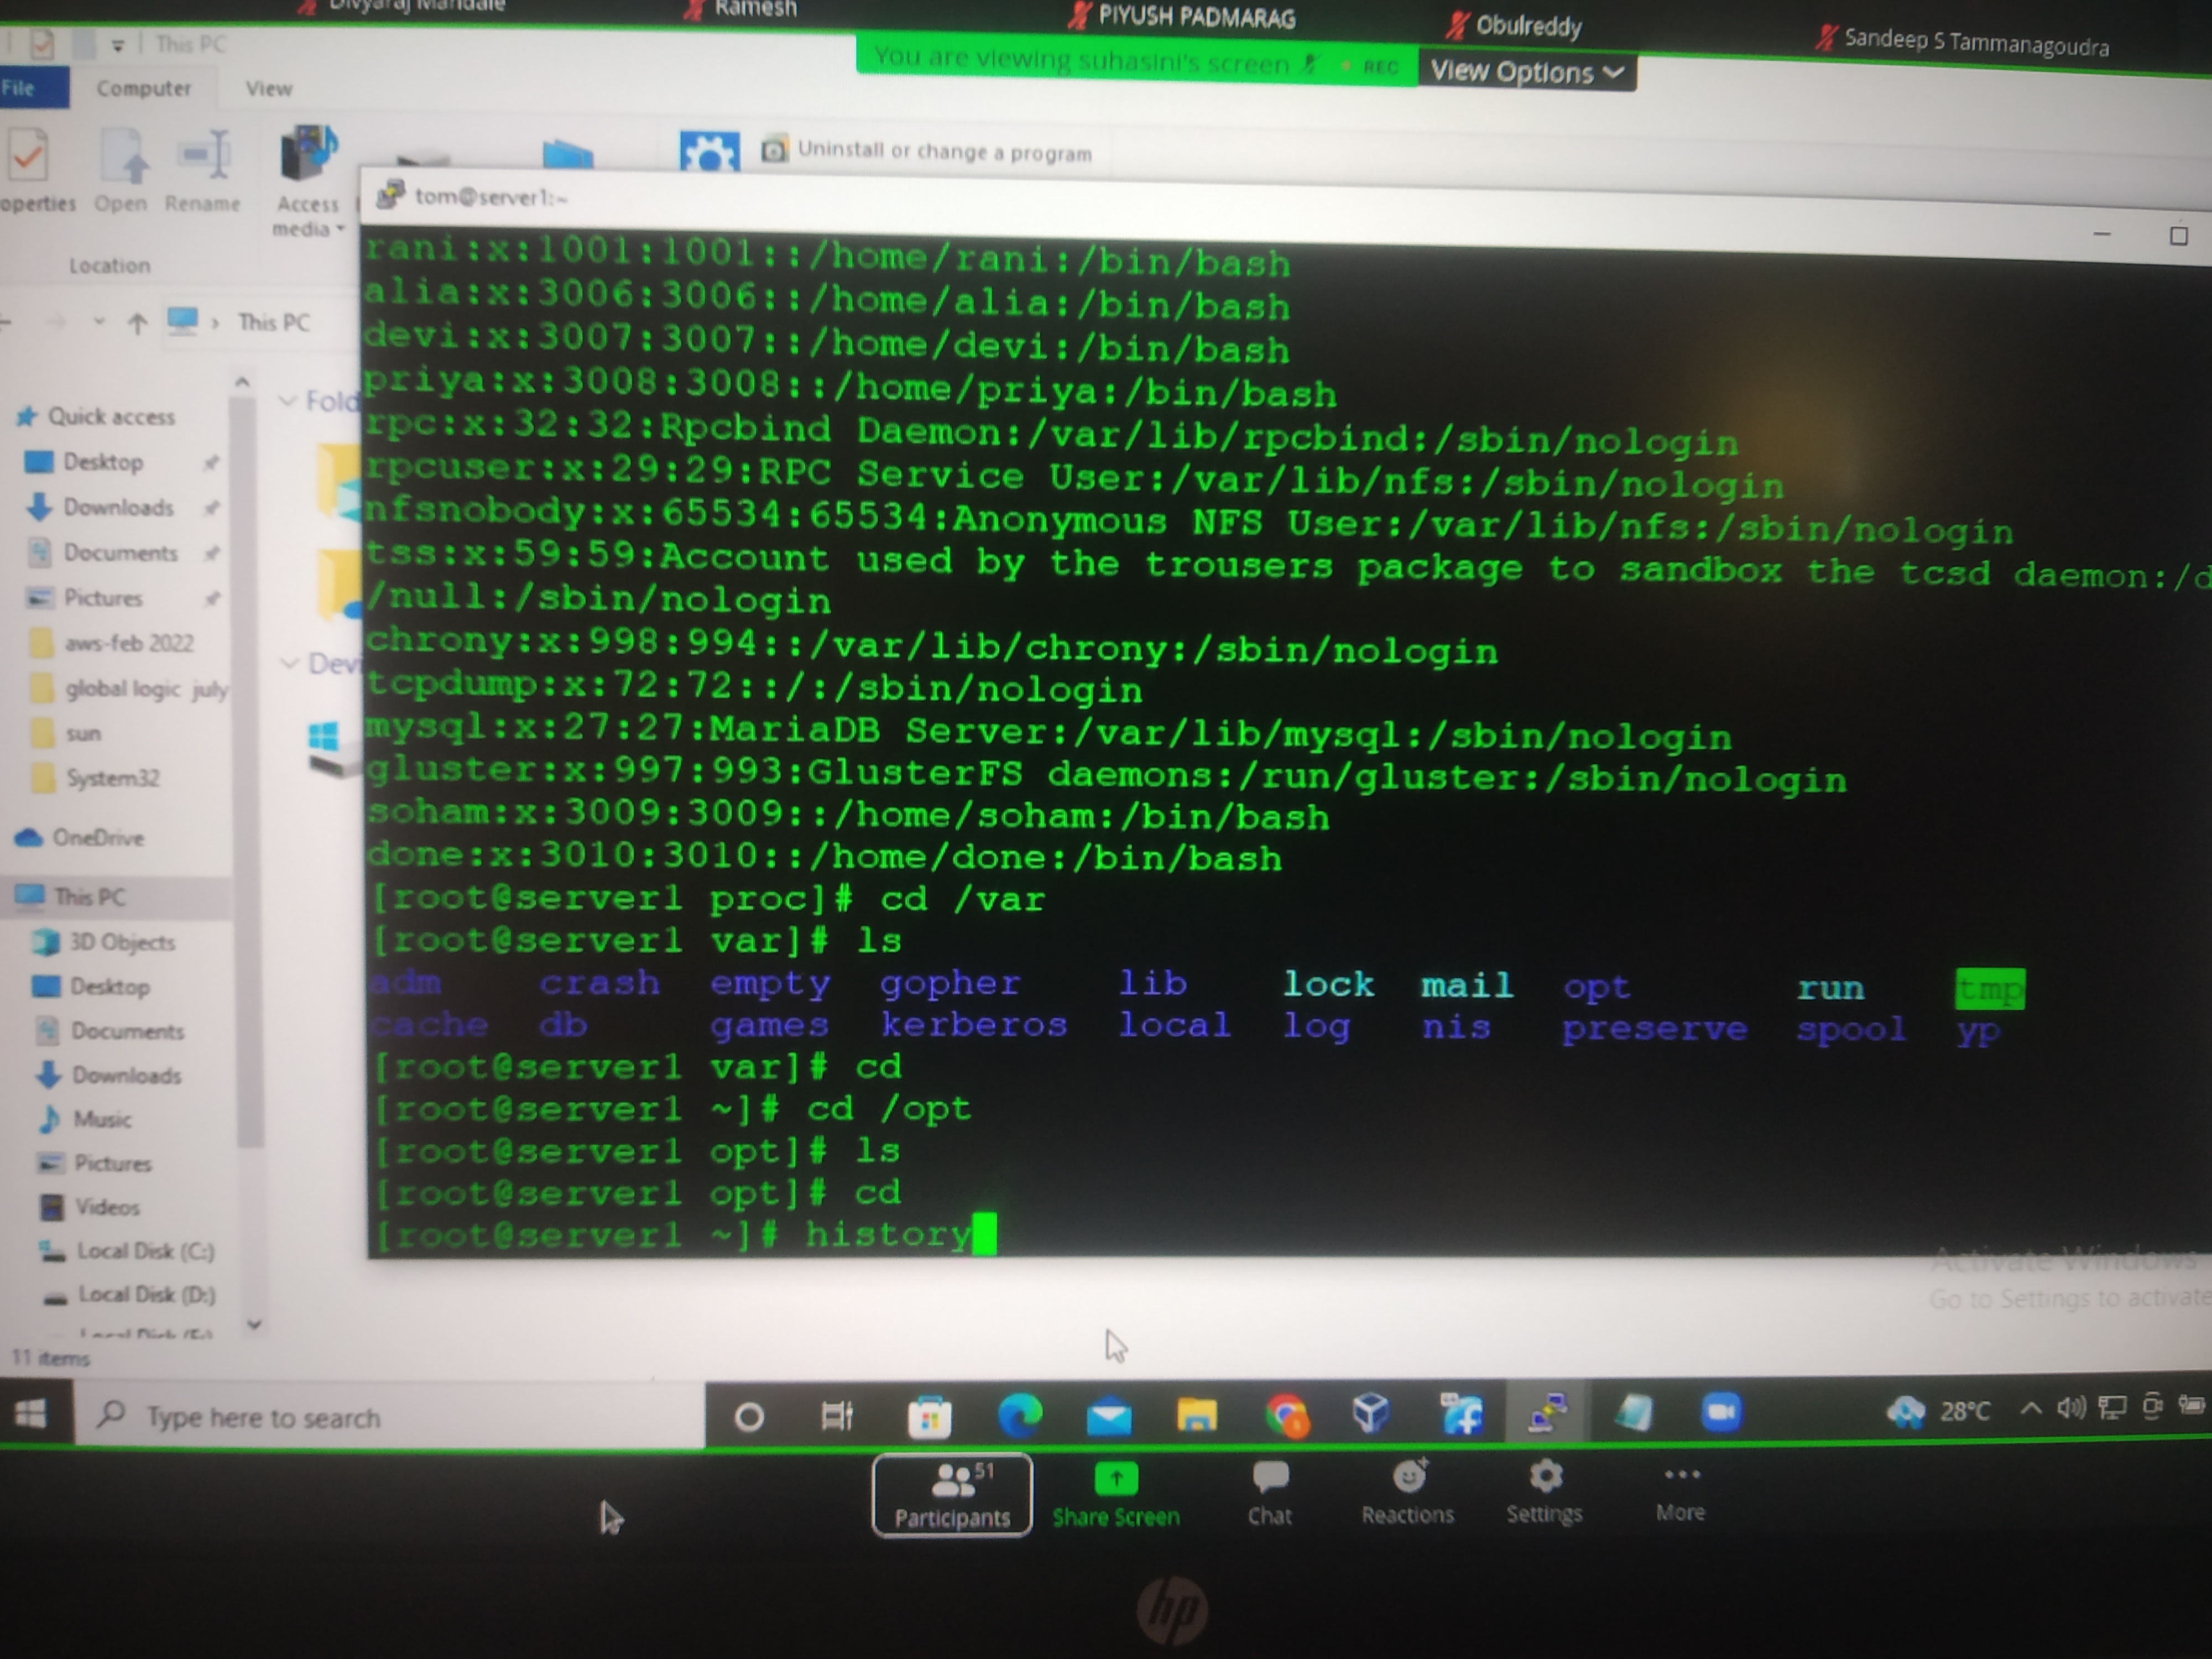 Divyaraj Mandale
Ramesh
PIYUSH PADMARAG
Obulreddy
Sandeep S Tammanagoudra
This PC
You are viewing suhasini's screen
REC
View Options
File
Computer
View
Uninstall or change a program
operties
Open
Rename
Access
media
Location
This PC
tom@server1:~
Quick access
Desktop
Downloads
Documents
Pictures
aws-feb 2022
global logic july
sun
System32
OneDrive
This PC
3D Objects
Desktop
Documents
Downloads
Music
Pictures
Videos
Local Disk (C:)
Local Disk (D:)
11 items
Fold
Devi
rani:x:1001:1001::/home/rani:/bin/bash
alia:x:3006:3006::/home/alia:/bin/bash
devi:x:3007:3007::/home/devi:/bin/bash
priya:x:3008:3008::/home/priya:/bin/bash
rpc:x:32:32:Rpcbind Daemon:/var/lib/rpcbind:/sbin/nologin
rpcuser:x:29:29:RPC Service User:/var/lib/nfs:/sbin/nologin
nfsnobody:x:65534:65534:Anonymous NFS User:/var/lib/nfs:/sbin/nologin
tss:x:59:59:Account used by the trousers package to sandbox the tcsd daemon:/d
/null:/sbin/nologin
chrony:x:998:994::/var/lib/chrony:/sbin/nologin
tcpdump:x:72:72::/:/sbin/nologin
mysql:x:27:27:MariaDB Server:/var/lib/mysql:/sbin/nologin
gluster:x:997:993:GlusterFS daemons:/run/gluster:/sbin/nologin
soham:x:3009:3009::/home/soham:/bin/bash
done:x:3010:3010::/home/done:/bin/bash
[root@server1 proc]# cd /var
[root@server1 var]# ls
adm crash empty gopher lib lock mail opt run tmp
cache db games kerberos local log nis preserve spool yp
[root@server1 var]# cd
[root@server1 ~]# cd /opt
[root@server1 opt]# ls
[root@server1 opt]# cd
[root@server1 ~]# history
Activate Windows
Go to Settings to activate
Type here to search
28°C
51
Participants
Share Screen
Chat
Reactions
Settings
More
hp